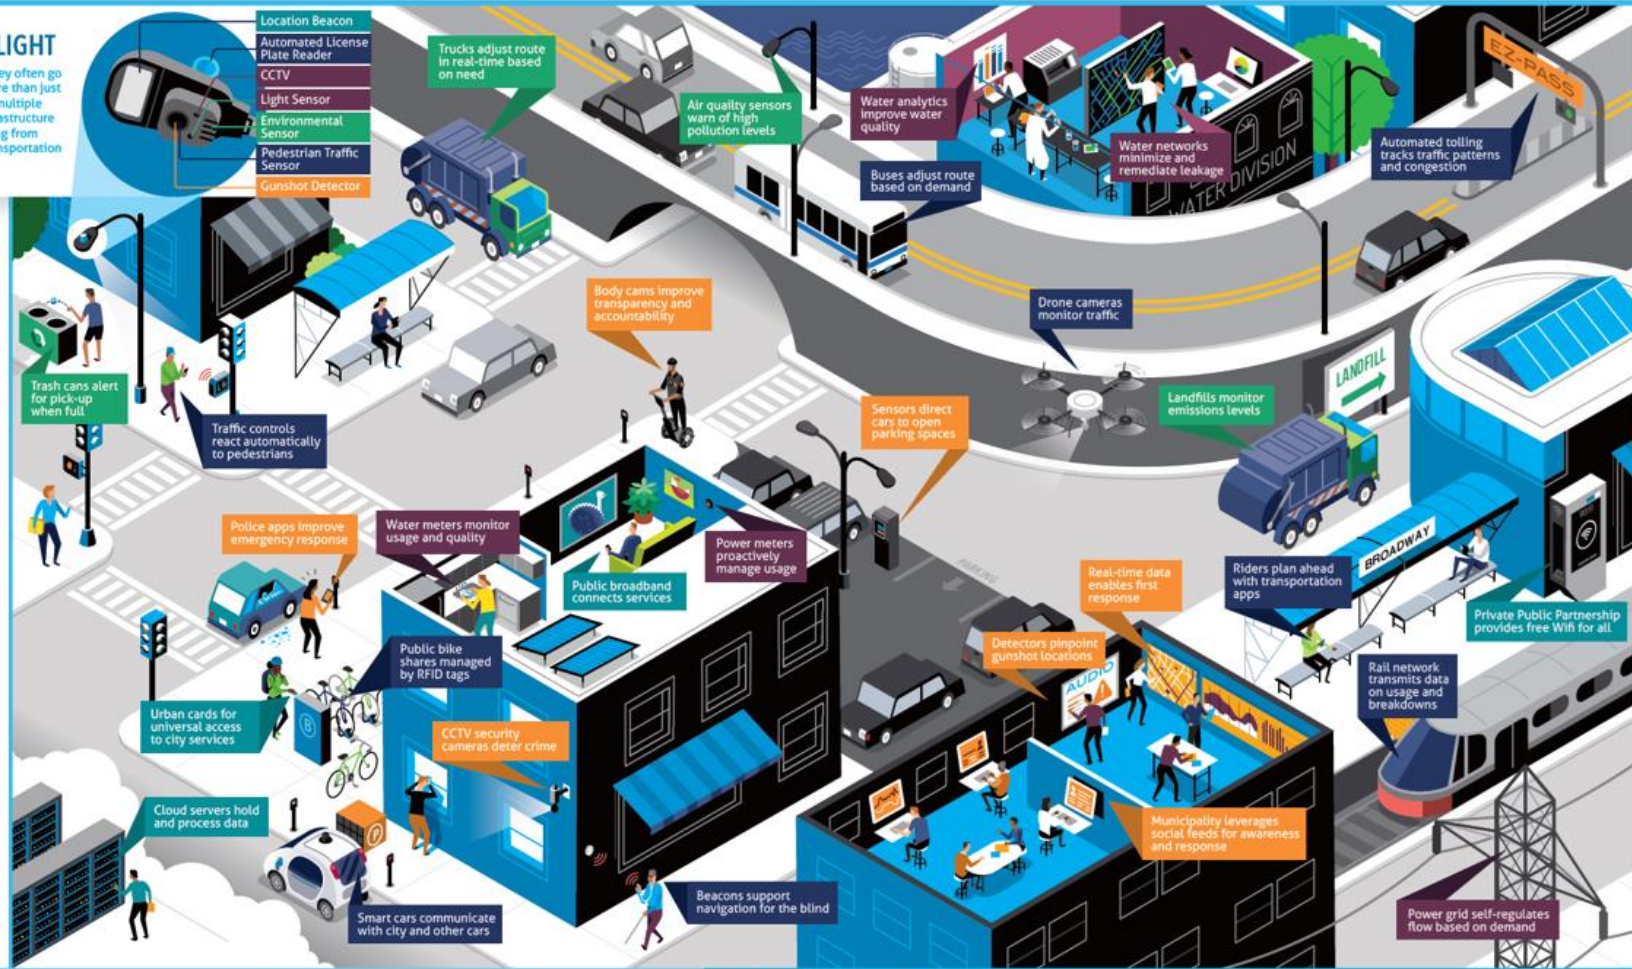 LIGHT
ey often go
re than just
multiple
astructure
g from
nsportation
Location Beacon
Automated License
Plate Reader
CCTV
Light Sensor
Environmental
Sensor
Pedestrian Traffic
Sensor
Gunshot Detector
Trucks adjust route
in real-time based
on need
Air quailty sensors
warn of high
pollution levels
Water analytics
improve water
quality
Buses adjust route
based on demand
Water networks
minimize and
remediate leakage
WATER DIVISION
EZ-PASS
Automated tolling
tracks traffic patterns
and congestion
Body cams improve
transparency and
accountability
Drone cameras
monitor traffic
LANDFILL
Landfills monitor
emissions levels
Trash cans alert
for pick-up
when full
Traffic controls
react automatically
to pedestrians
Sensors direct
cars to open
parking spaces
Police apps improve
emergency response
Water meters monitor
usage and quality
Public broadband
connects services
Power meters
proactively
manage usage
PARKING
Real-time data
enables first
response
Riders plan ahead
with transportation
apps
BROADWAY
Private Public Partnership
provides free Wifi for all
Public bike
shares managed
by RFID tags
Detectors pinpoint
gunshot locations
AUDIO
Rail network
transmits data
on usage and
breakdowns
Urban cards for
universal access
to city services
B
CCTV security
cameras deter crime
Cloud servers hold
and process data
P
Municipality leverages
social feeds for awareness
and response
Smart cars communicate
with city and other cars
Beacons support
navigation for the blind
Power grid self-regulates
flow based on demand